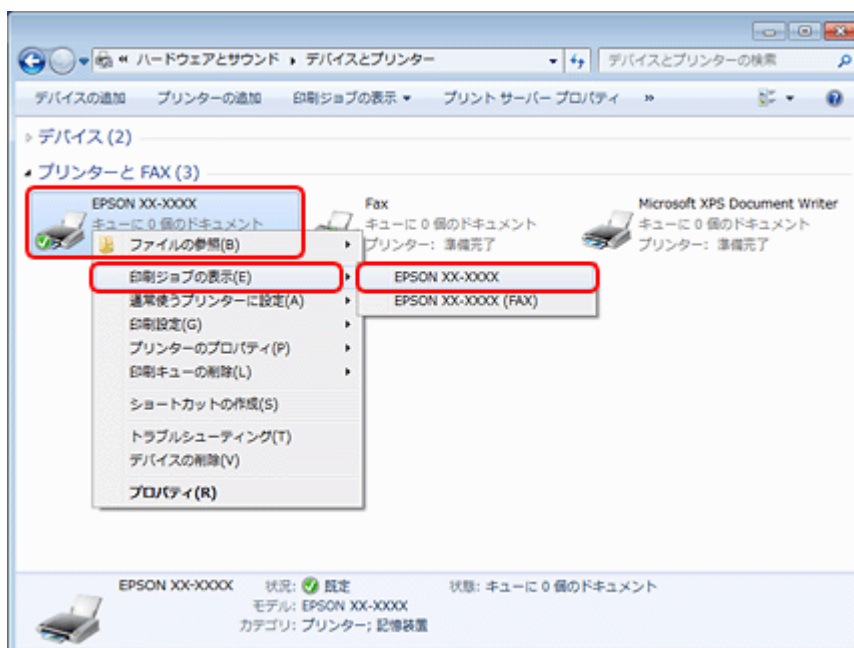 « ハードウェアとサウンド ▸ デバイスとプリンター
デバイスとプリンターの検索
デバイスの追加 プリンターの追加 印刷ジョブの表示 ▼ プリント サーバー プロパティ »
デバイス (2)
プリンターと FAX (3)
EPSON XX-XXXX
キューに 0 個のドキュメント
Fax
キューに 0 個のドキュメント
プリンター: 準備完了
Microsoft XPS Document Writer
キューに 0 個のドキュメント
プリンター: 準備完了
ファイルの参照(B)
印刷ジョブの表示(E)
通常使うプリンターに設定(A)
印刷設定(G)
プリンターのプロパティ(P)
印刷キューの削除(L)
ショートカットの作成(S)
トラブルシューティング(T)
デバイスの削除(V)
プロパティ(R)
EPSON XX-XXXX
EPSON XX-XXXX (FAX)
EPSON XX-XXXX 状況: 既定 状態: キューに 0 個のドキュメント
モデル: EPSON XX-XXXX
カテゴリ: プリンター; 記憶装置